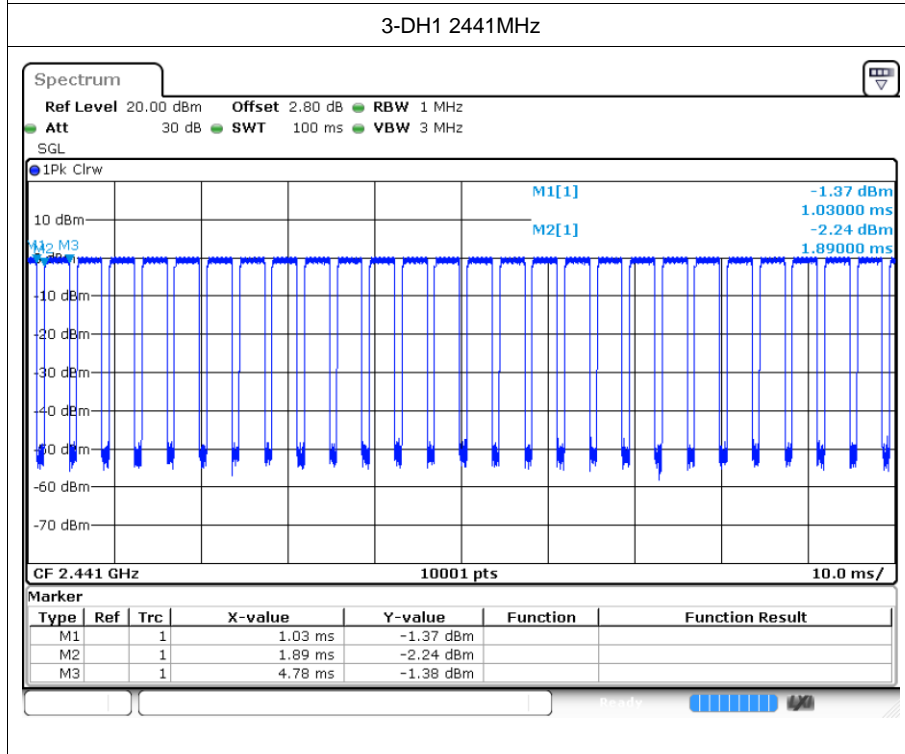 3-DH1 2441MHz
Spectrum
Ref Level 20.00 dBm Offset 2.80 dB RBW 1 MHz
Att 30 dB SWT 100 ms VBW 3 MHz
SGL
1Pk Clrw
M1[1] -1.37 dBm
1.03000 ms
10 dBm
M2[1] -2.24 dBm
M1 M2 M3
1.89000 ms
-10 dBm
-20 dBm
-30 dBm
-40 dBm
-50 dBm
-60 dBm
-70 dBm
CF 2.441 GHz 10001 pts 10.0 ms/
Marker
Type Ref Trc X-value Y-value Function Function Result
M1 1 1.03 ms -1.37 dBm
M2 1 1.89 ms -2.24 dBm
M3 1 4.78 ms -1.38 dBm
Ready